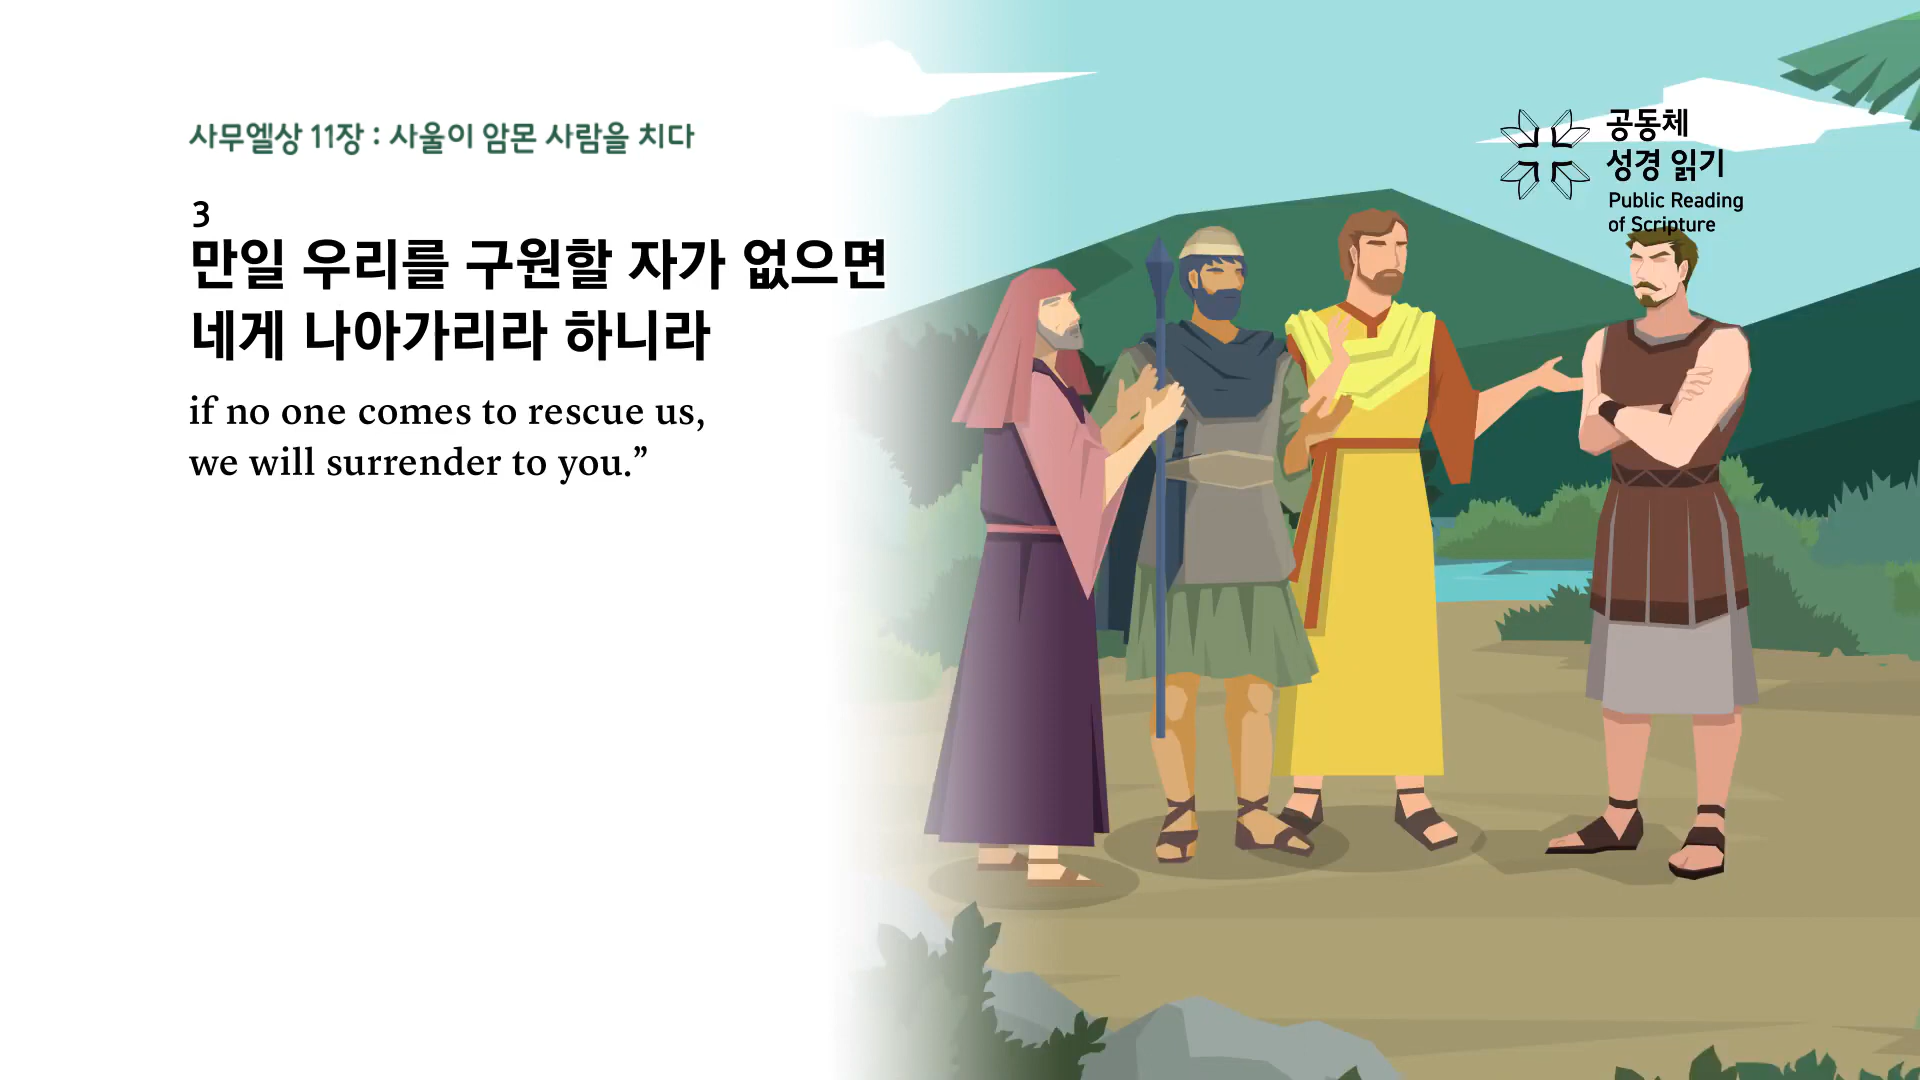 사무엘상 11장 : 사울이 암몬 사람을 치다
3
만일 우리를 구원할 자가 없으면
네게 나아가리라 하니라
if no one comes to rescue us,
we will surrender to you.”
공동체
성경 읽기
Public Reading
of Scripture